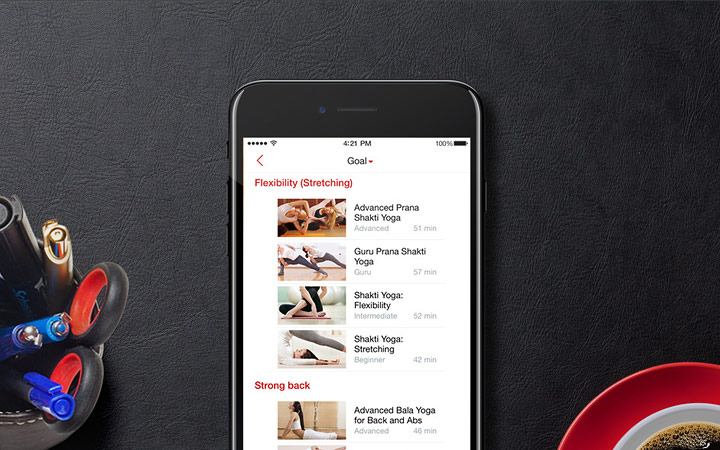 4:21 PM 100%
Goal
Flexibility (Stretching)
Advanced Prana
Shakti Yoga
Advanced 51 min
Guru Prana Shakti
Yoga
Guru 57 min
Shakti Yoga:
Flexibility
Intermediate 52 min
Shakti Yoga:
Stretching
Beginner 42 min
Strong back
Advanced Bala Yoga
for Back and Abs
Advanced 46 min